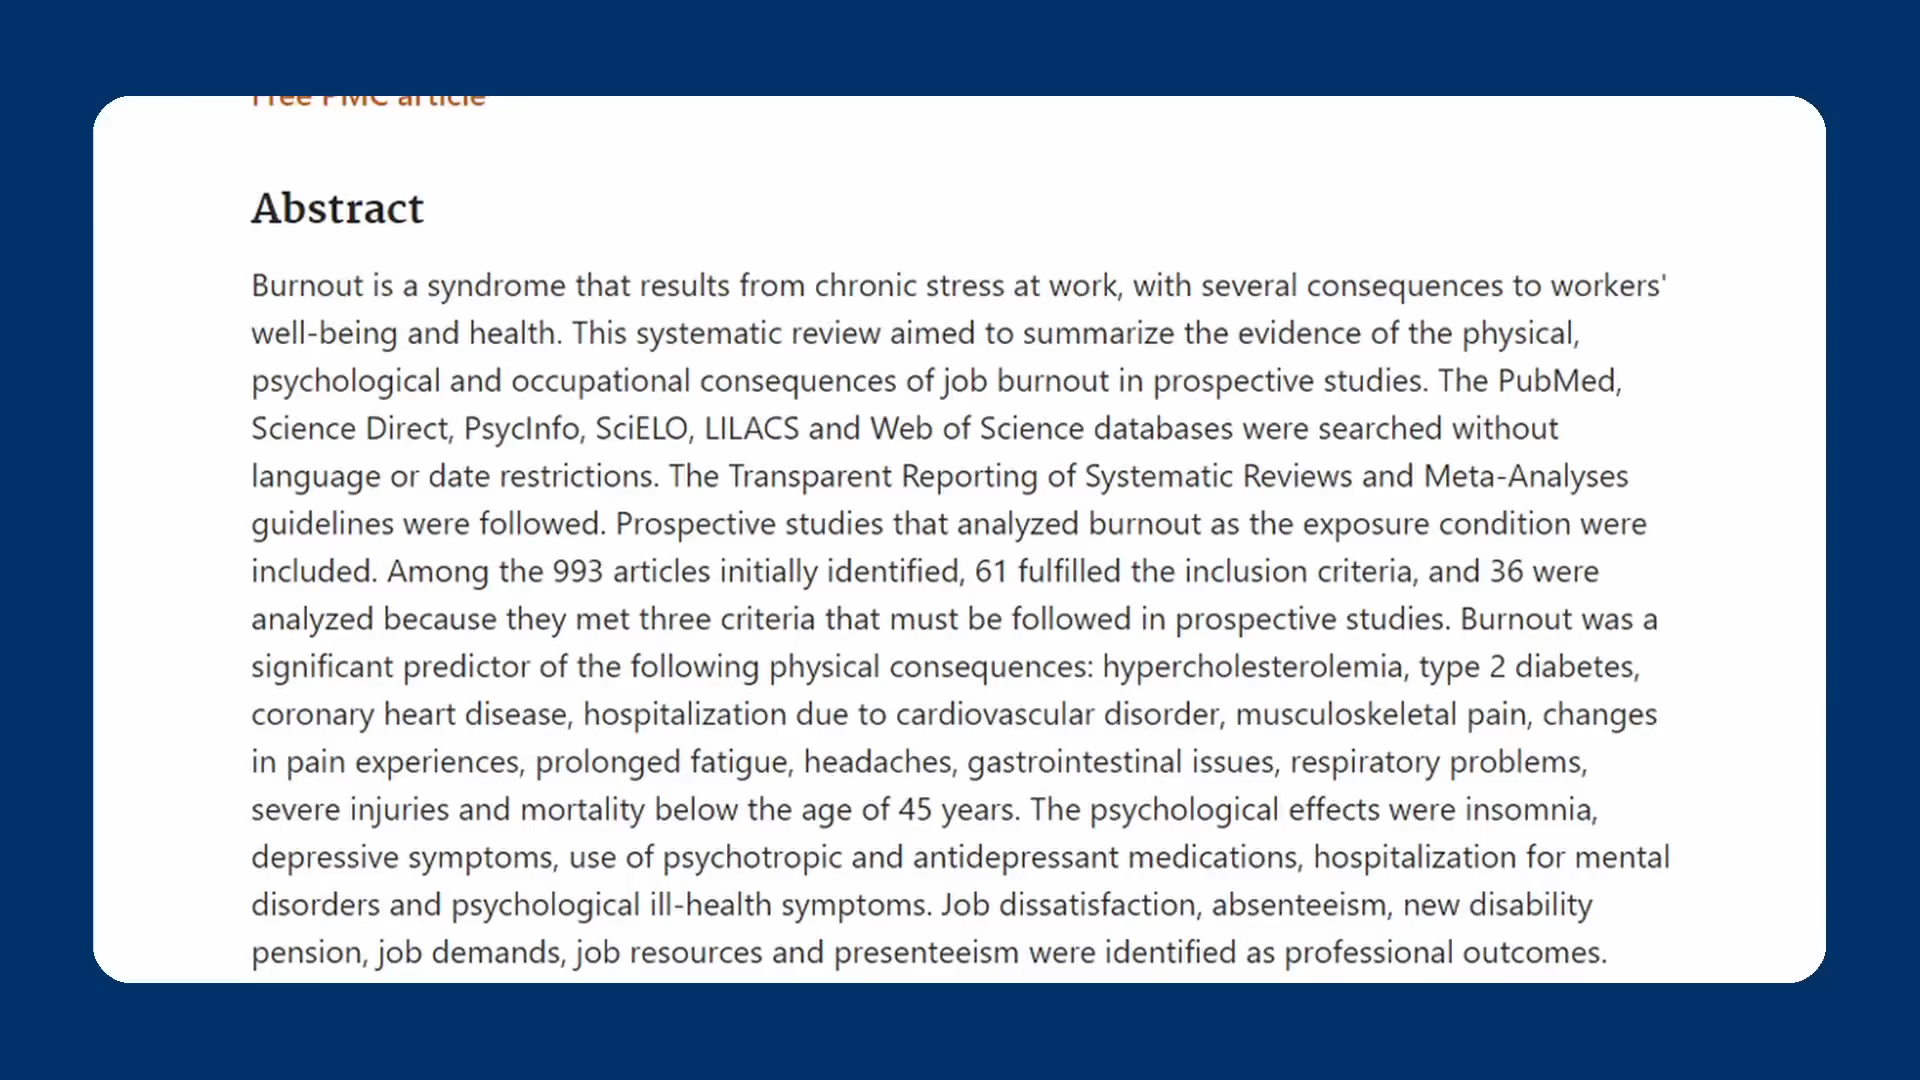 Free PMC article
Abstract
Burnout is a syndrome that results from chronic stress at work, with several consequences to workers'
well-being and health. This systematic review aimed to summarize the evidence of the physical,
psychological and occupational consequences of job burnout in prospective studies. The PubMed,
Science Direct, PsycInfo, SciELO, LILACS and Web of Science databases were searched without
language or date restrictions. The Transparent Reporting of Systematic Reviews and Meta-Analyses
guidelines were followed. Prospective studies that analyzed burnout as the exposure condition were
included. Among the 993 articles initially identified, 61 fulfilled the inclusion criteria, and 36 were
analyzed because they met three criteria that must be followed in prospective studies. Burnout was a
significant predictor of the following physical consequences: hypercholesterolemia, type 2 diabetes,
coronary heart disease, hospitalization due to cardiovascular disorder, musculoskeletal pain, changes
in pain experiences, prolonged fatigue, headaches, gastrointestinal issues, respiratory problems,
severe injuries and mortality below the age of 45 years. The psychological effects were insomnia,
depressive symptoms, use of psychotropic and antidepressant medications, hospitalization for mental
disorders and psychological ill-health symptoms. Job dissatisfaction, absenteeism, new disability
pension, job demands, job resources and presenteeism were identified as professional outcomes.